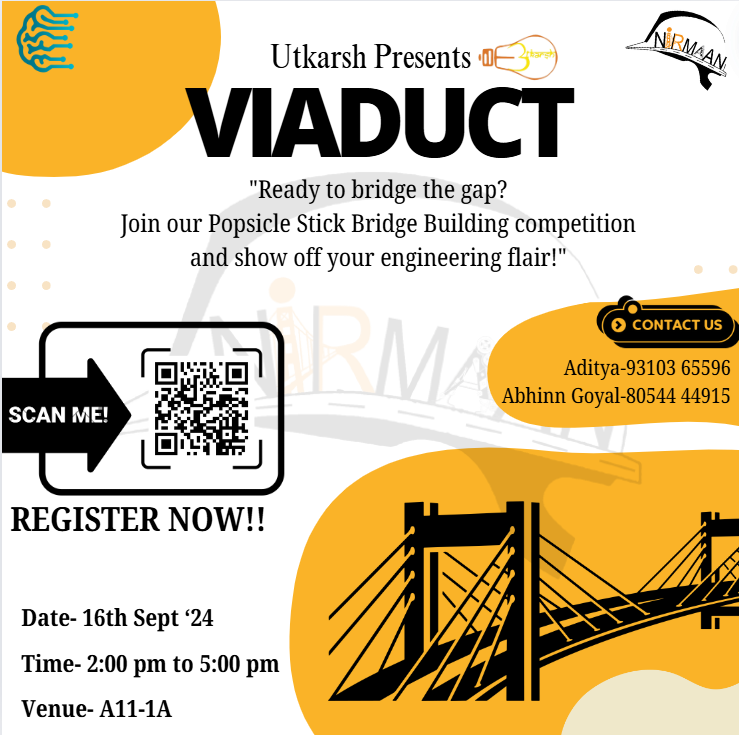 Utkarsh Presents
utkarsh
NiRMAAN
VIADUCT
"Ready to bridge the gap?
Join our Popsicle Stick Bridge Building competition
and show off your engineering flair!"
NiRMAAN
CONTACT US
Aditya-93103 65596
Abhinn Goyal-80544 44915
SCAN ME!
REGISTER NOW!!
Date- 16th Sept ‘24
Time- 2:00 pm to 5:00 pm
Venue- A11-1A